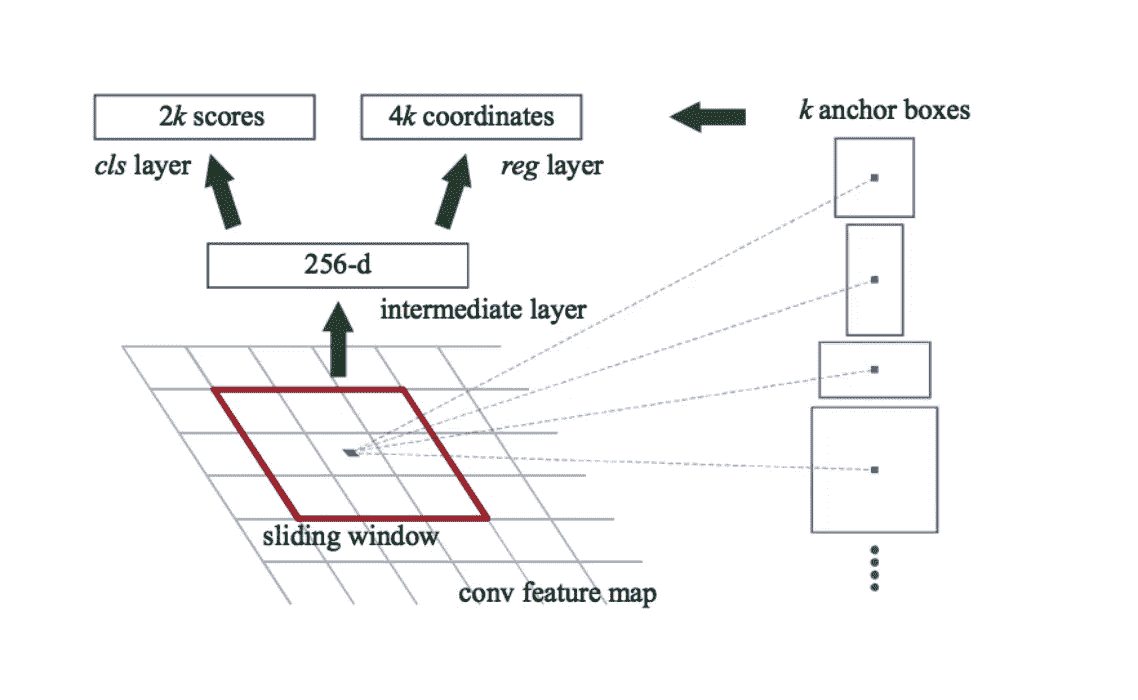 2k scores
4k coordinates
k anchor boxes
cls layer
reg layer
256-d
intermediate layer
sliding window
conv feature map